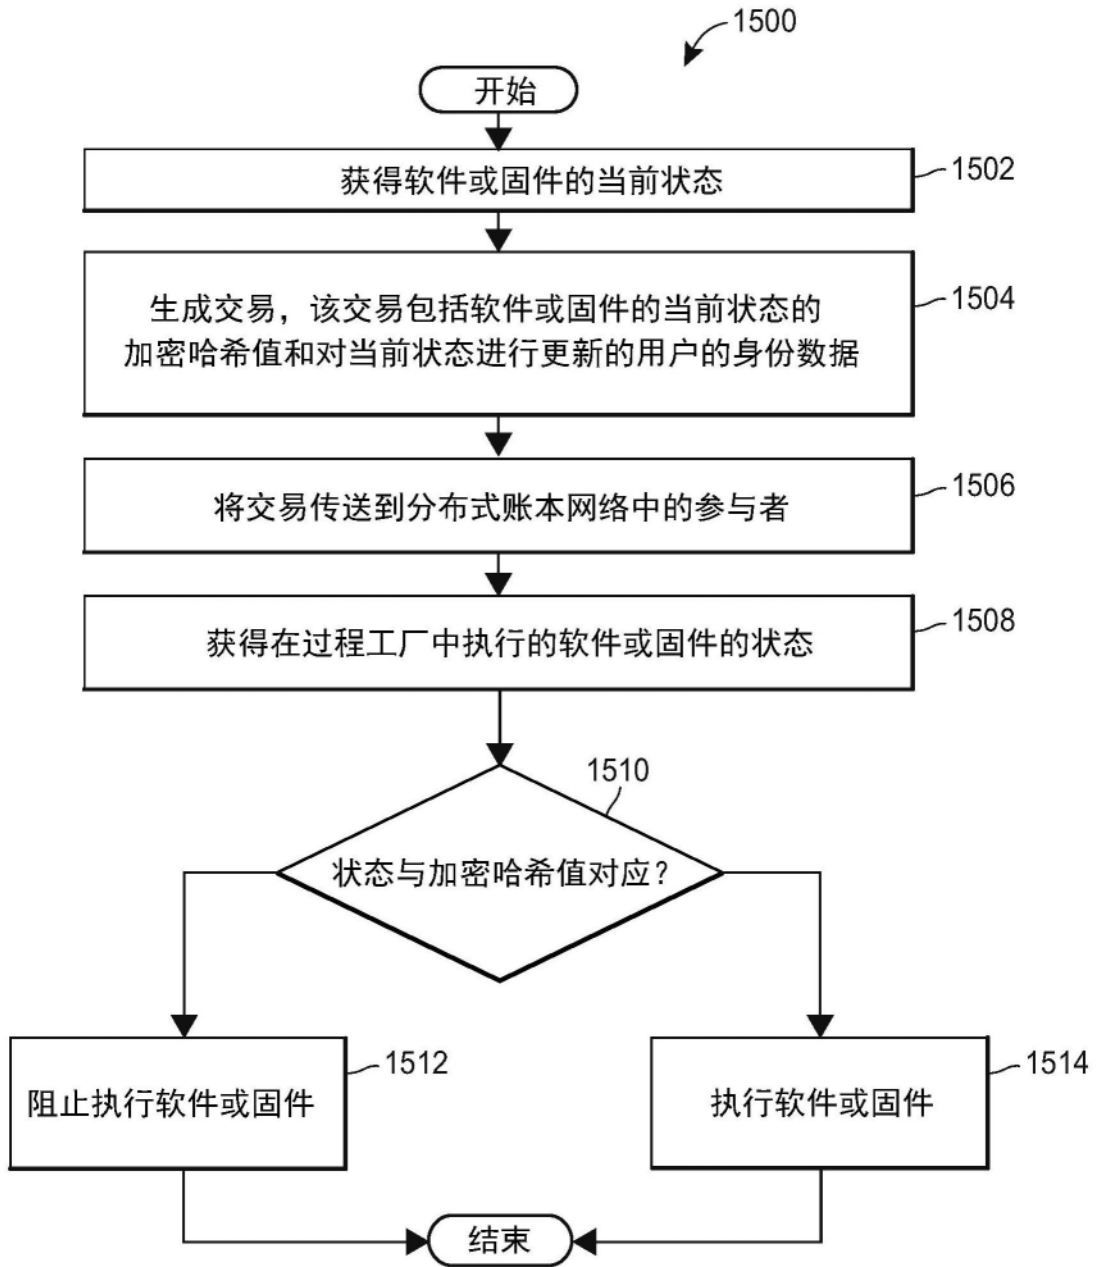 1500
开始
获得软件或固件的当前状态
1502
生成交易，该交易包括软件或固件的当前状态的
加密哈希值和对当前状态进行更新的用户的身份数据
1504
将交易传送到分布式账本网络中的参与者
1506
获得在过程工厂中执行的软件或固件的状态
1508
1510
状态与加密哈希值对应？
阻止执行软件或固件
1512
执行软件或固件
1514
结束